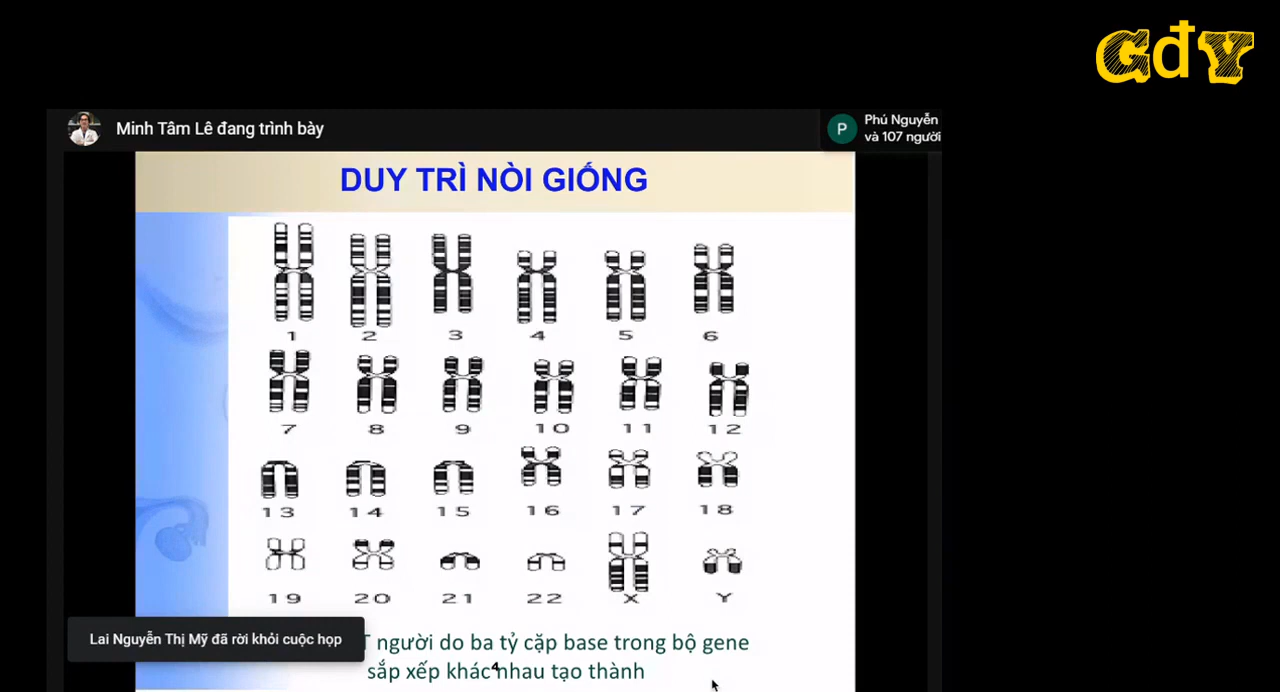 GđY
Minh Tâm Lê đang trình bày
P
Phú Nguyễn
và 107 người
DUY TRÌ NÒI GIỐNG
1 2 3 4 5 6
7 8 9 10 11 12
13 14 15 16 17 18
19 20 21 22 X Y
Lai Nguyễn Thị Mỹ đã rời khỏi cuộc họp
T người do ba tỷ cặp base trong bộ gene
sắp xếp khác nhau tạo thành
4